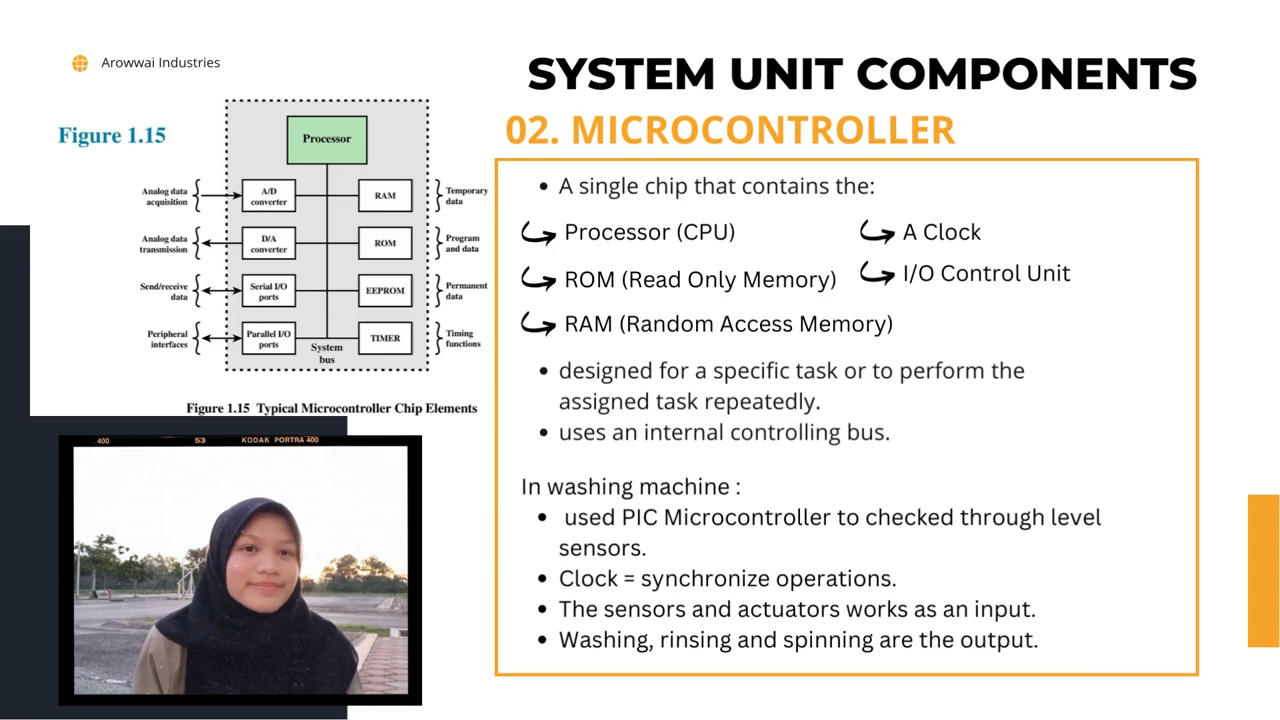 Arowwai Industries
SYSTEM UNIT COMPONENTS
02. MICROCONTROLLER
Figure 1.15
Processor
Analog data
acquisition
A/D
converter
RAM
Temporary
data
Analog data
transmission
D/A
converter
ROM
Program
and data
Send/receive
data
Serial I/O
ports
EEPROM
Permanent
data
Peripheral
interfaces
Parallel I/O
ports
TIMER
Timing
functions
System
bus
Figure 1.15 Typical Microcontroller Chip Elements
.400 53 KODAK PORTRA 400
• A single chip that contains the:
Processor (CPU)
A Clock
ROM (Read Only Memory)
I/O Control Unit
RAM (Random Access Memory)
• designed for a specific task or to perform the
assigned task repeatedly.
• uses an internal controlling bus.
In washing machine :
• used PIC Microcontroller to checked through level
sensors.
• Clock = synchronize operations.
• The sensors and actuators works as an input.
• Washing, rinsing and spinning are the output.